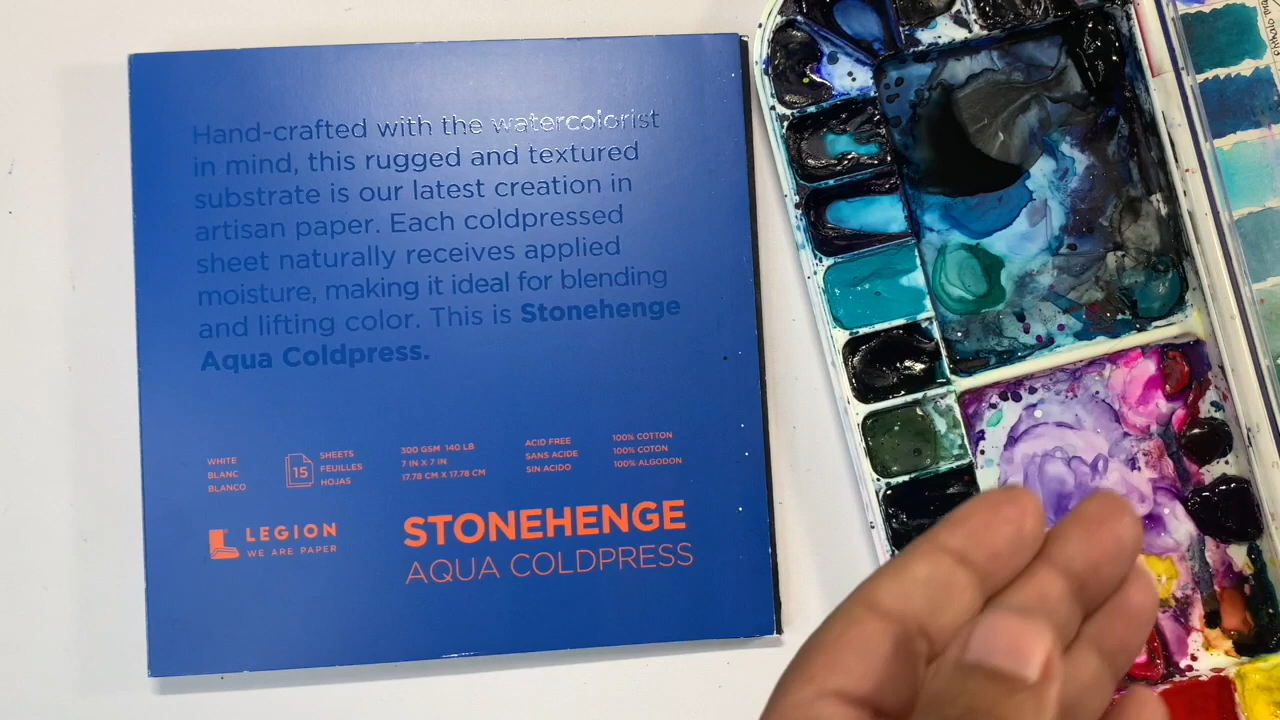 Hand-crafted with the watercolorist
in mind, this rugged and textured
substrate is our latest creation in
artisan paper. Each coldpressed
sheet naturally receives applied
moisture, making it ideal for blending
and lifting color. This is Stonehenge
Aqua Coldpress.
WHITE
BLANC
BLANCO
15
SHEETS
FEUILLES
HOJAS
300 GSM 140 LB
7 IN X 7 IN
17.78 CM X 17.78 CM
ACID FREE
SANS ACIDE
SIN ACIDO
100% COTTON
100% COTON
100% ALGODON
LEGION
WE ARE PAPER
STONEHENGE
AQUA COLDPRESS